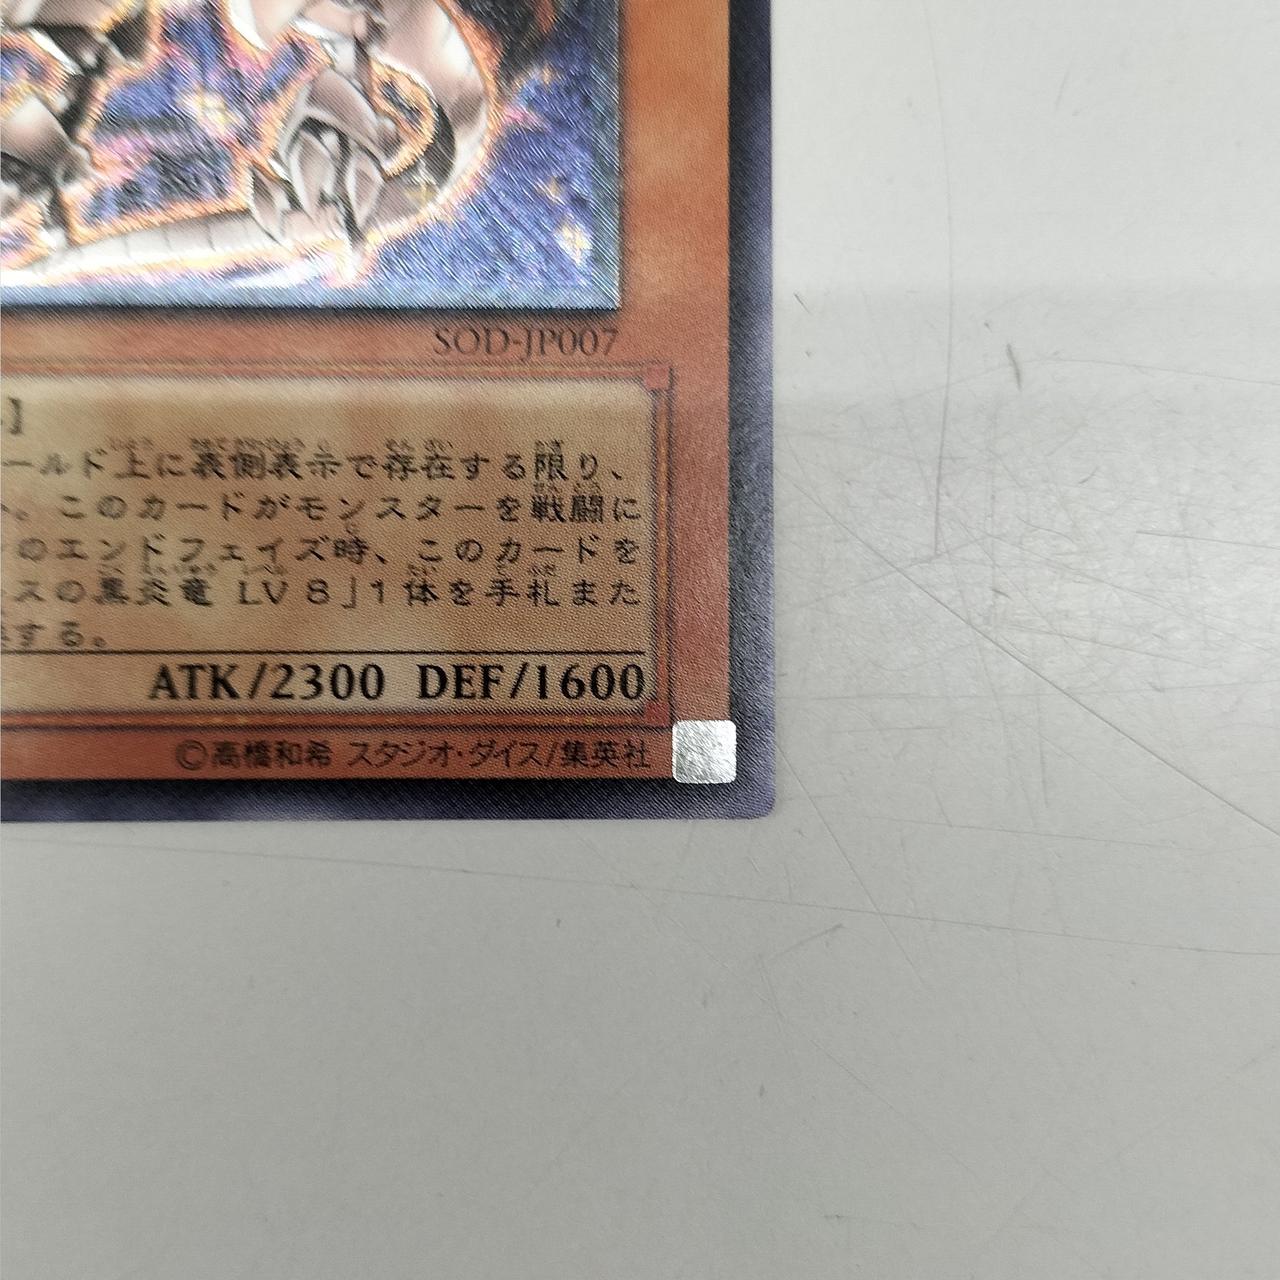 SOD-JP007
】
ールド上に表側表示で存在する限り、
。このカードがモンスターを戦闘に
のエンドフェイズ時、このカードを
スの黒炎竜 LV8」1体を手札また
する。
ATK/2300 DEF/1600
©高橋和希 スタジオ・ダイス/集英社